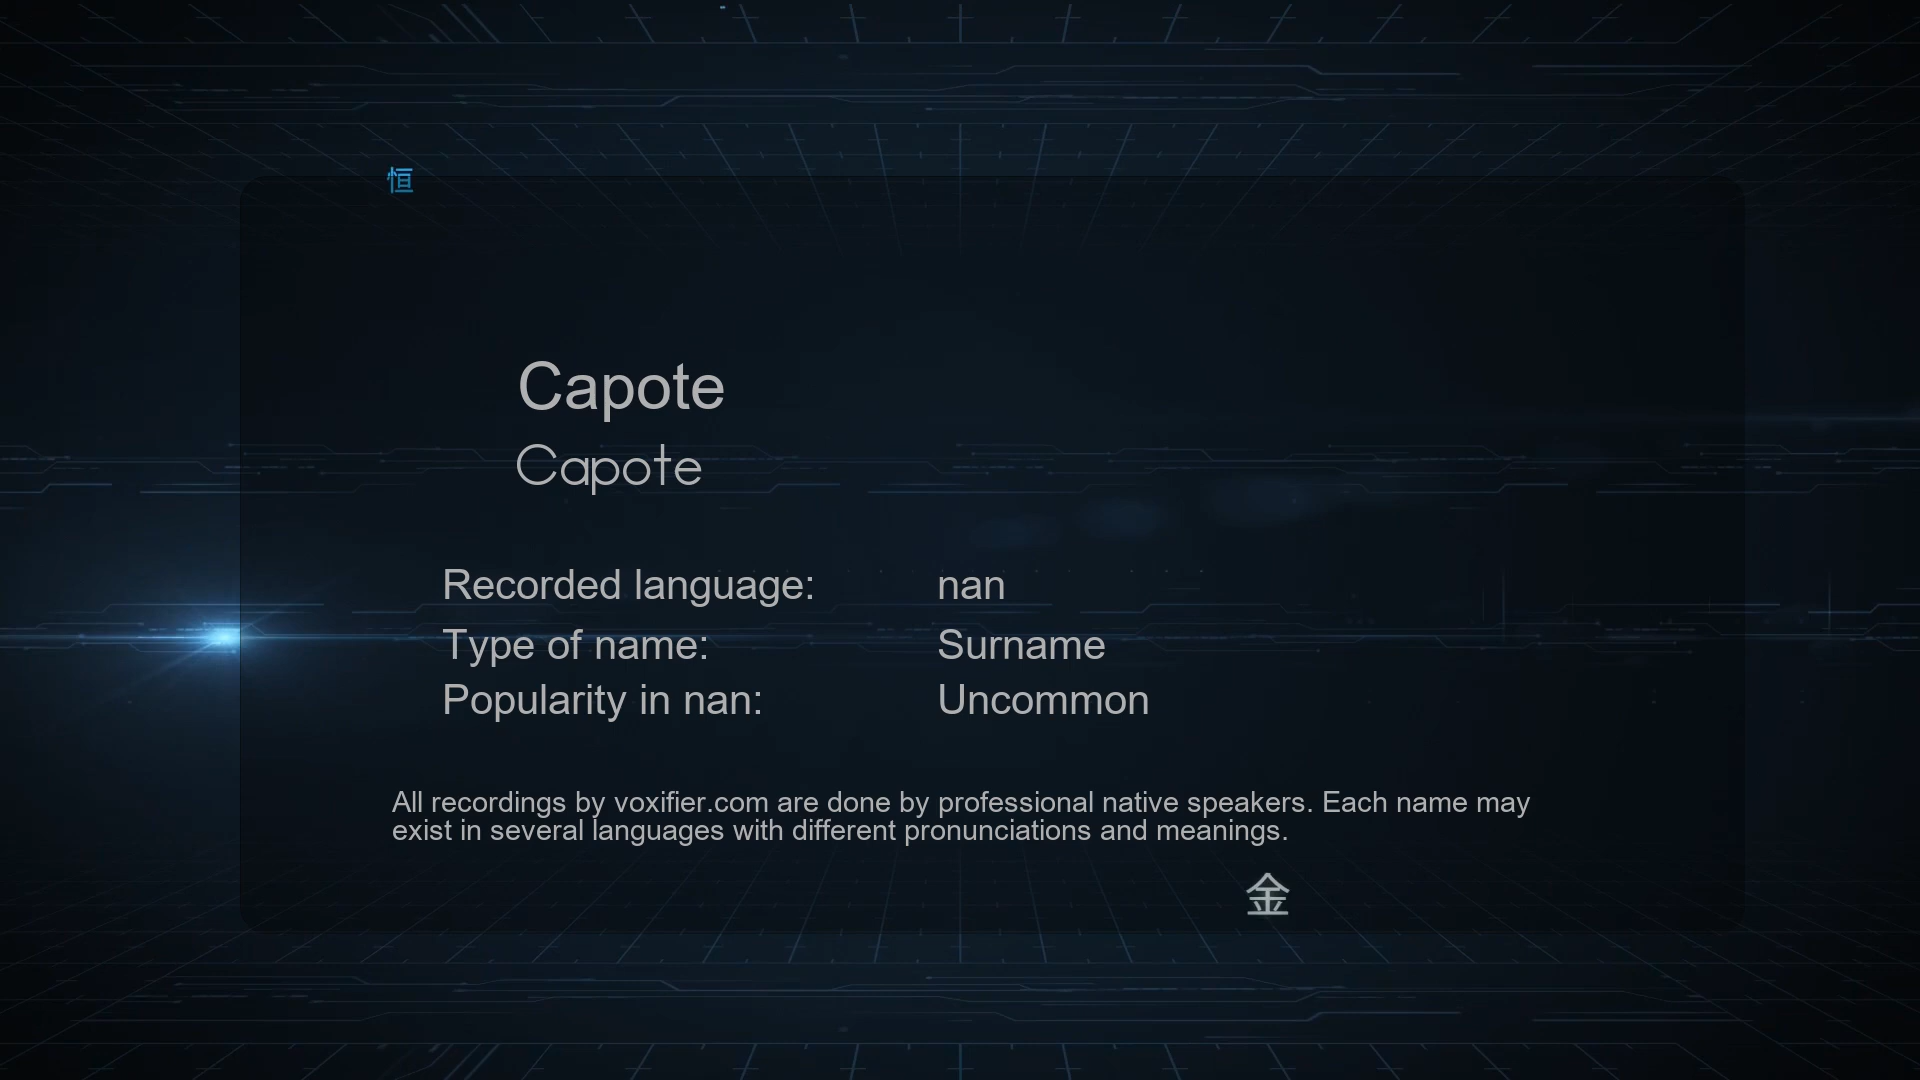 恒
Capote
Capote
Recorded language: nan
Type of name: Surname
Popularity in nan: Uncommon
All recordings by voxifier.com are done by professional native speakers. Each name may
exist in several languages with different pronunciations and meanings.
金